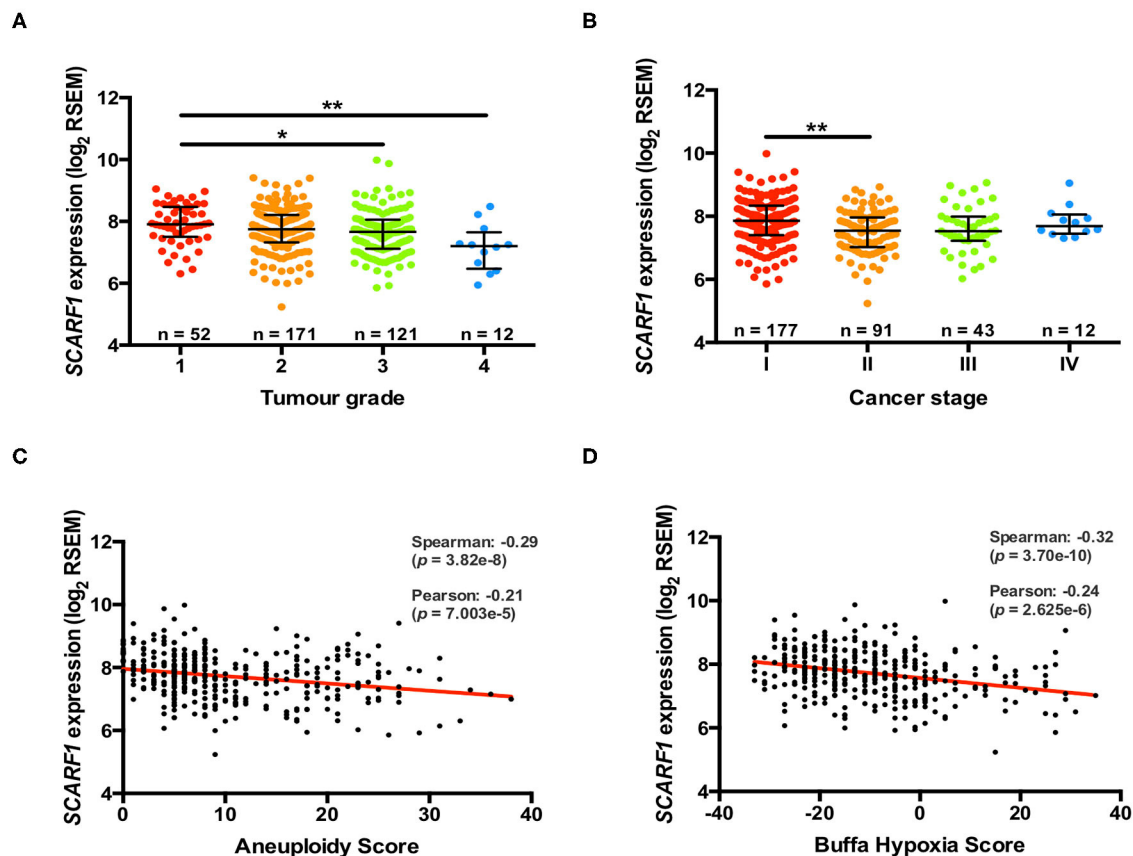 A
SCARF1 expression (log2 RSEM)
12
10
8
6
4
**
*
n = 52
n = 171
n = 121
n = 12
1
2
3
4
Tumour grade
B
SCARF1 expression (log2 RSEM)
12
10
8
6
4
**
n = 177
n = 91
n = 43
n = 12
I
II
III
IV
Cancer stage
C
SCARF1 expression (log2 RSEM)
12
10
8
6
4
Spearman: -0.29
(p = 3.82e-8)
Pearson: -0.21
(p = 7.003e-5)
0
10
20
30
40
Aneuploidy Score
D
SCARF1 expression (log2 RSEM)
12
10
8
6
4
Spearman: -0.32
(p = 3.70e-10)
Pearson: -0.24
(p = 2.625e-6)
-40
-20
0
20
40
Buffa Hypoxia Score